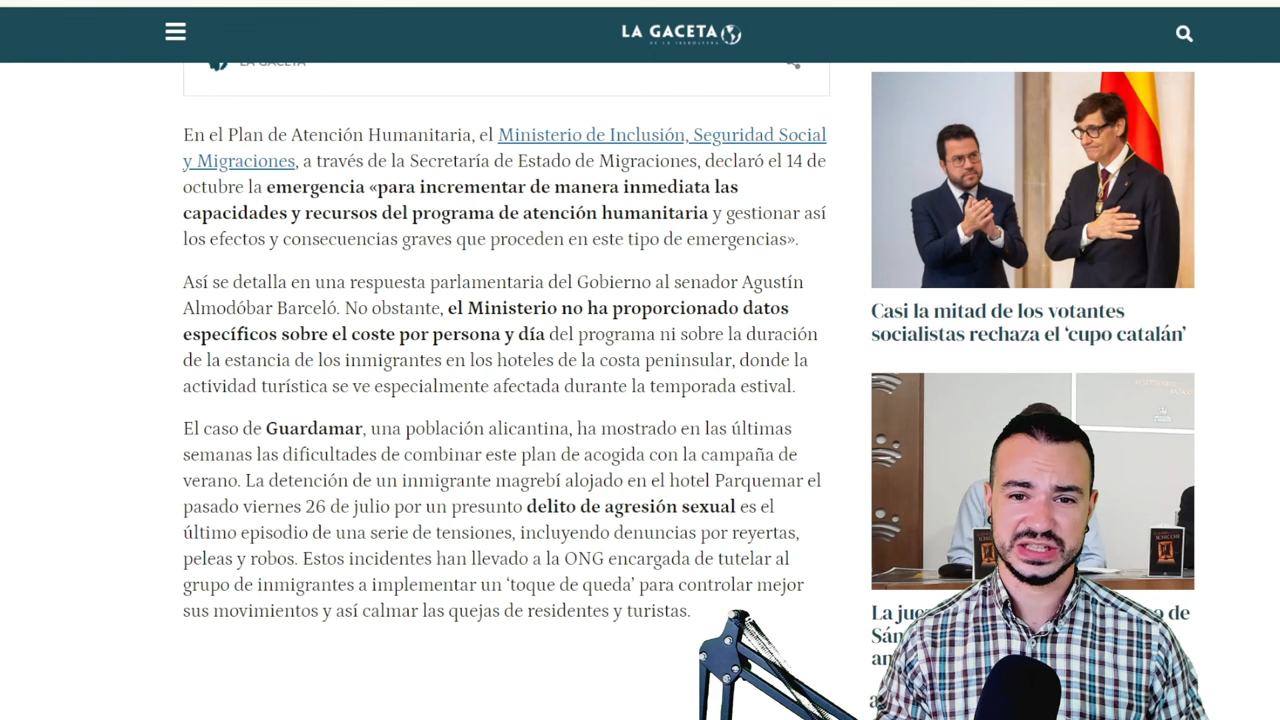 LA GACETA
DE LA IBEROSFERA
LA GACETA
En el Plan de Atención Humanitaria, el Ministerio de Inclusión, Seguridad Social
y Migraciones, a través de la Secretaría de Estado de Migraciones, declaró el 14 de
octubre la emergencia «para incrementar de manera inmediata las
capacidades y recursos del programa de atención humanitaria y gestionar así
los efectos y consecuencias graves que proceden en este tipo de emergencias».
Así se detalla en una respuesta parlamentaria del Gobierno al senador Agustín
Almodóbar Barceló. No obstante, el Ministerio no ha proporcionado datos
específicos sobre el coste por persona y día del programa ni sobre la duración
de la estancia de los inmigrantes en los hoteles de la costa peninsular, donde la
actividad turística se ve especialmente afectada durante la temporada estival.
El caso de Guardamar, una población alicantina, ha mostrado en las últimas
semanas las dificultades de combinar este plan de acogida con la campaña de
verano. La detención de un inmigrante magrebí alojado en el hotel Parquemar el
pasado viernes 26 de julio por un presunto delito de agresión sexual es el
último episodio de una serie de tensiones, incluyendo denuncias por reyertas,
peleas y robos. Estos incidentes han llevado a la ONG encargada de tutelar al
grupo de inmigrantes a implementar un ‘toque de queda’ para controlar mejor
sus movimientos y así calmar las quejas de residentes y turistas.
Casi la mitad de los votantes
socialistas rechaza el ‘cupo catalán’
La de